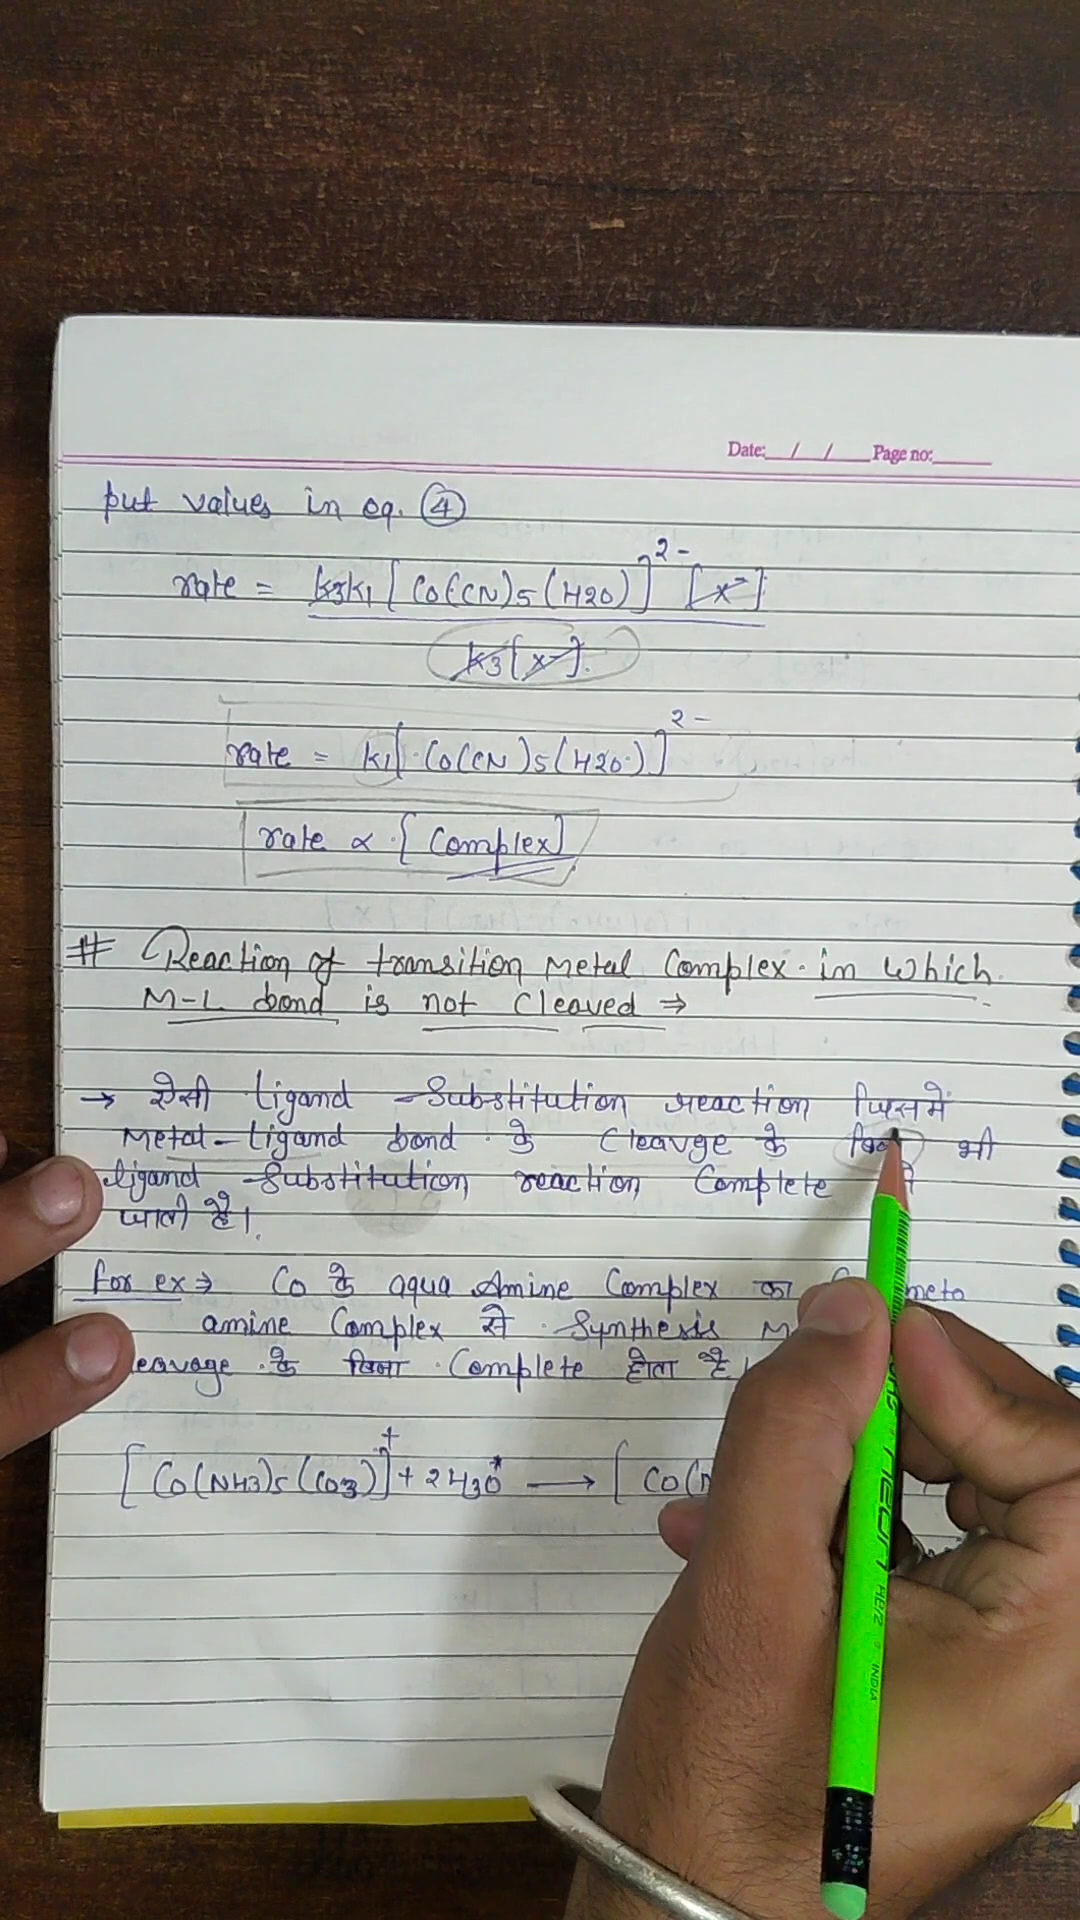 Date: / / Page no:
put values in eq. ④
rate = k3k1 [Co(CN)5(H2O)]2- [x-]
k3[x-].
rate = k1[Co(CN)5(H2O)]2-
rate ∝ [Complex]
# Reaction of transition Metal Complex in which
M-L bond is not Cleaved ⇒
→ ऐसी Ligand Substitution reaction जिसमें
Metal-Ligand bond के Cleavge के भी
ligand Substitution reaction Complete
जाती है।
for ex ⇒ Co के aqua Amine Complex का
amine Complex से Synthesis M
के बिना Complete होता है।
[Co(NH3)5(CO3)]+ + 2H3O* → [Co(
HB/2 INDIA